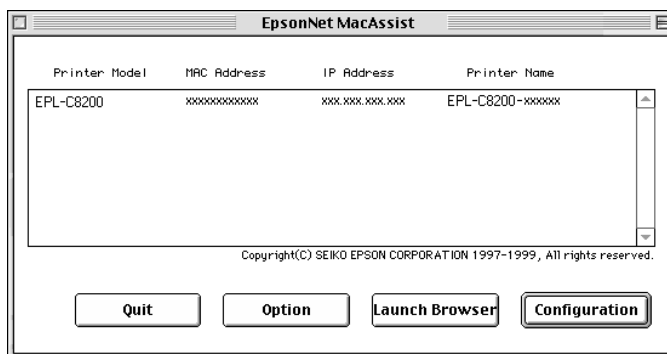 EpsonNet MacAssist
Printer Model MAC Address IP Address Printer Name
EPL-C8200 xxxxxxxxxxxx xxx.xxx.xxx.xxx EPL-C8200-xxxxxx
Copyright(C) SEIKO EPSON CORPORATION 1997-1999, All rights reserved.
Quit Option Launch Browser Configuration